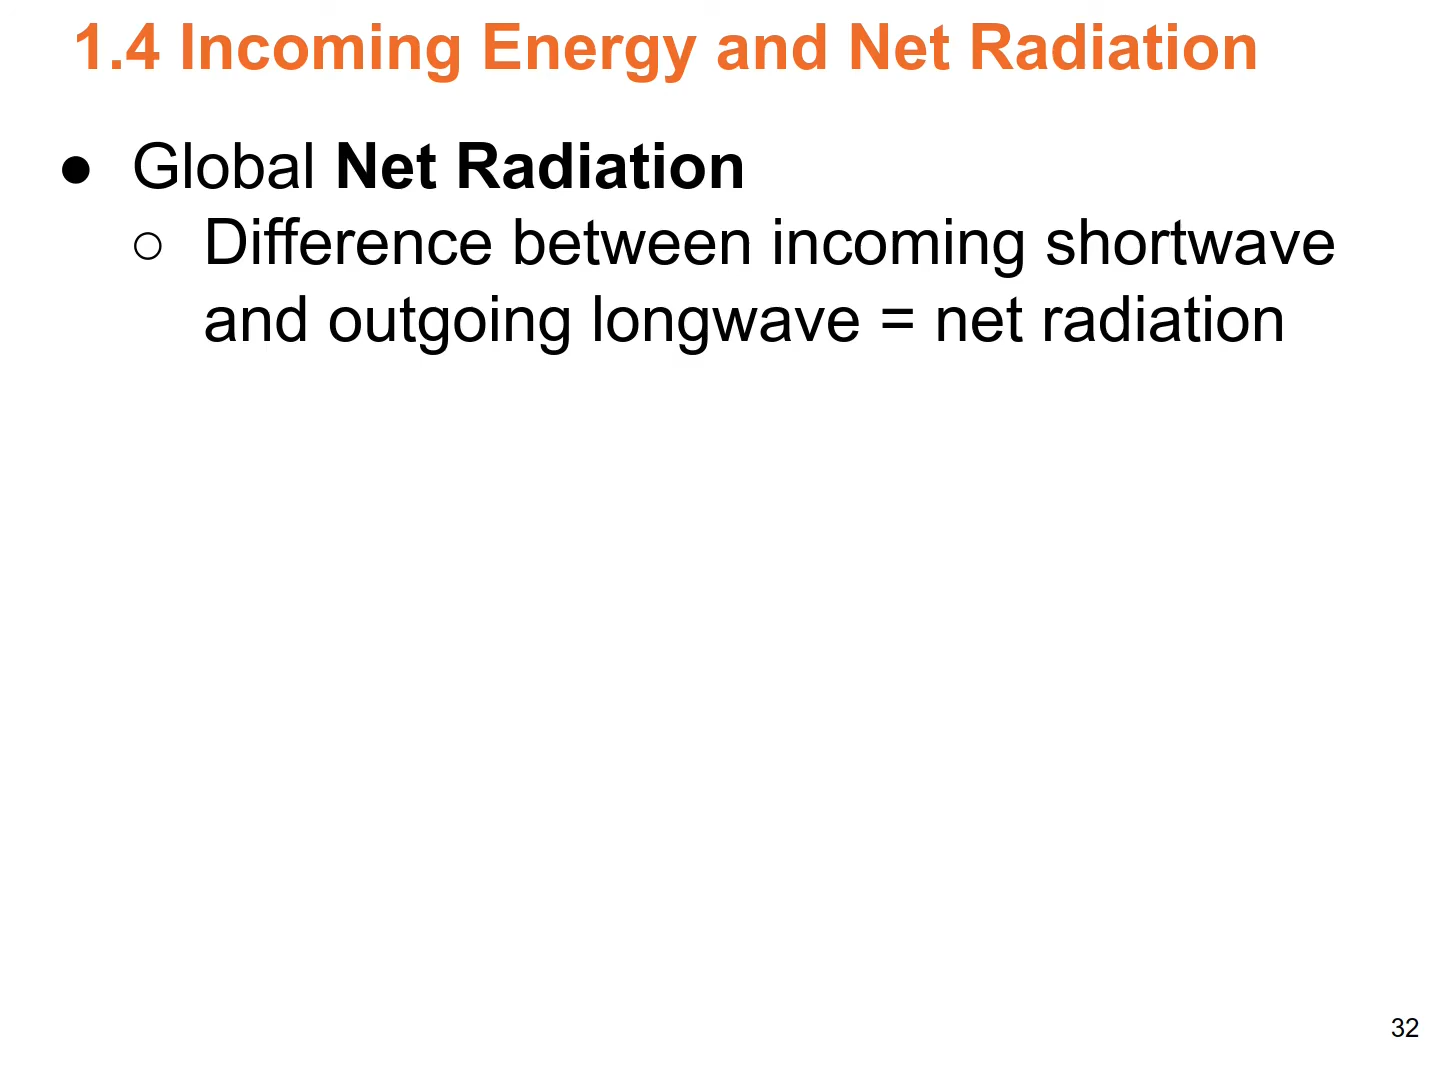 1.4 Incoming Energy and Net Radiation
● Global Net Radiation
○ Difference between incoming shortwave
and outgoing longwave = net radiation
32